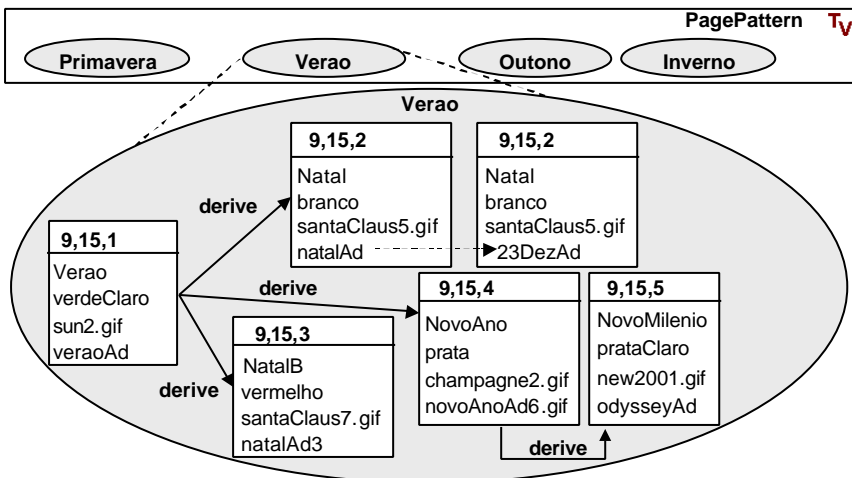 PagePattern TV
Primavera
Verao
Outono
Inverno
Verao
9,15,2
Natal
branco
santaClaus5.gif
natalAd
9,15,2
Natal
branco
santaClaus5.gif
23DezAd
derive
9,15,1
Verao
verdeClaro
sun2.gif
veraoAd
derive
9,15,4
NovoAno
prata
champagne2.gif
novoAnoAd6.gif
9,15,5
NovoMilenio
prataClaro
new2001.gif
odysseyAd
derive
9,15,3
NatalB
vermelho
santaClaus7.gif
natalAd3
derive